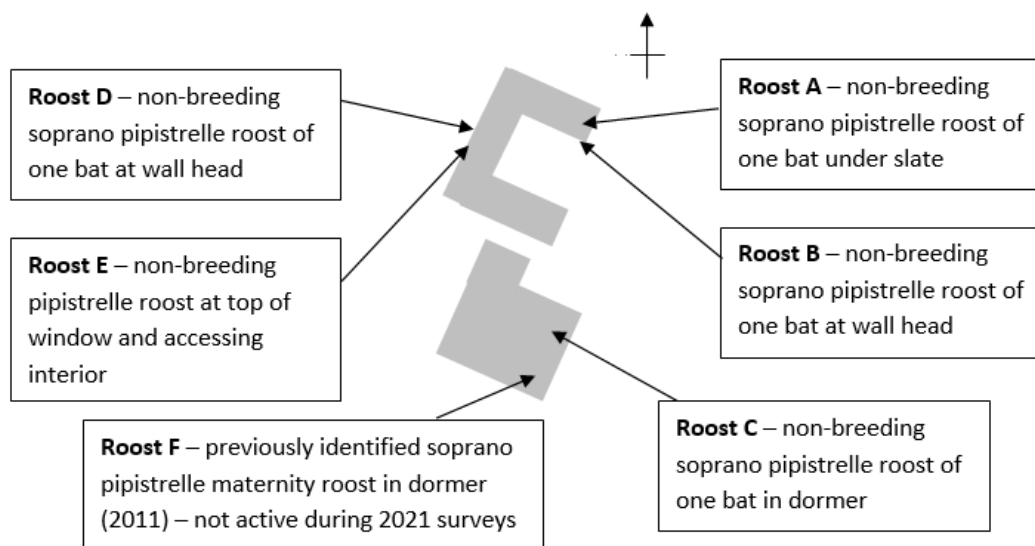 Roost D – non-breeding
soprano pipistrelle roost of
one bat at wall head
Roost A – non-breeding
soprano pipistrelle roost of
one bat under slate
Roost E – non-breeding
pipistrelle roost at top of
window and accessing
interior
Roost B – non-breeding
soprano pipistrelle roost of
one bat at wall head
Roost F – previously identified soprano
pipistrelle maternity roost in dormer
(2011) – not active during 2021 surveys
Roost C – non-breeding
soprano pipistrelle roost of
one bat in dormer